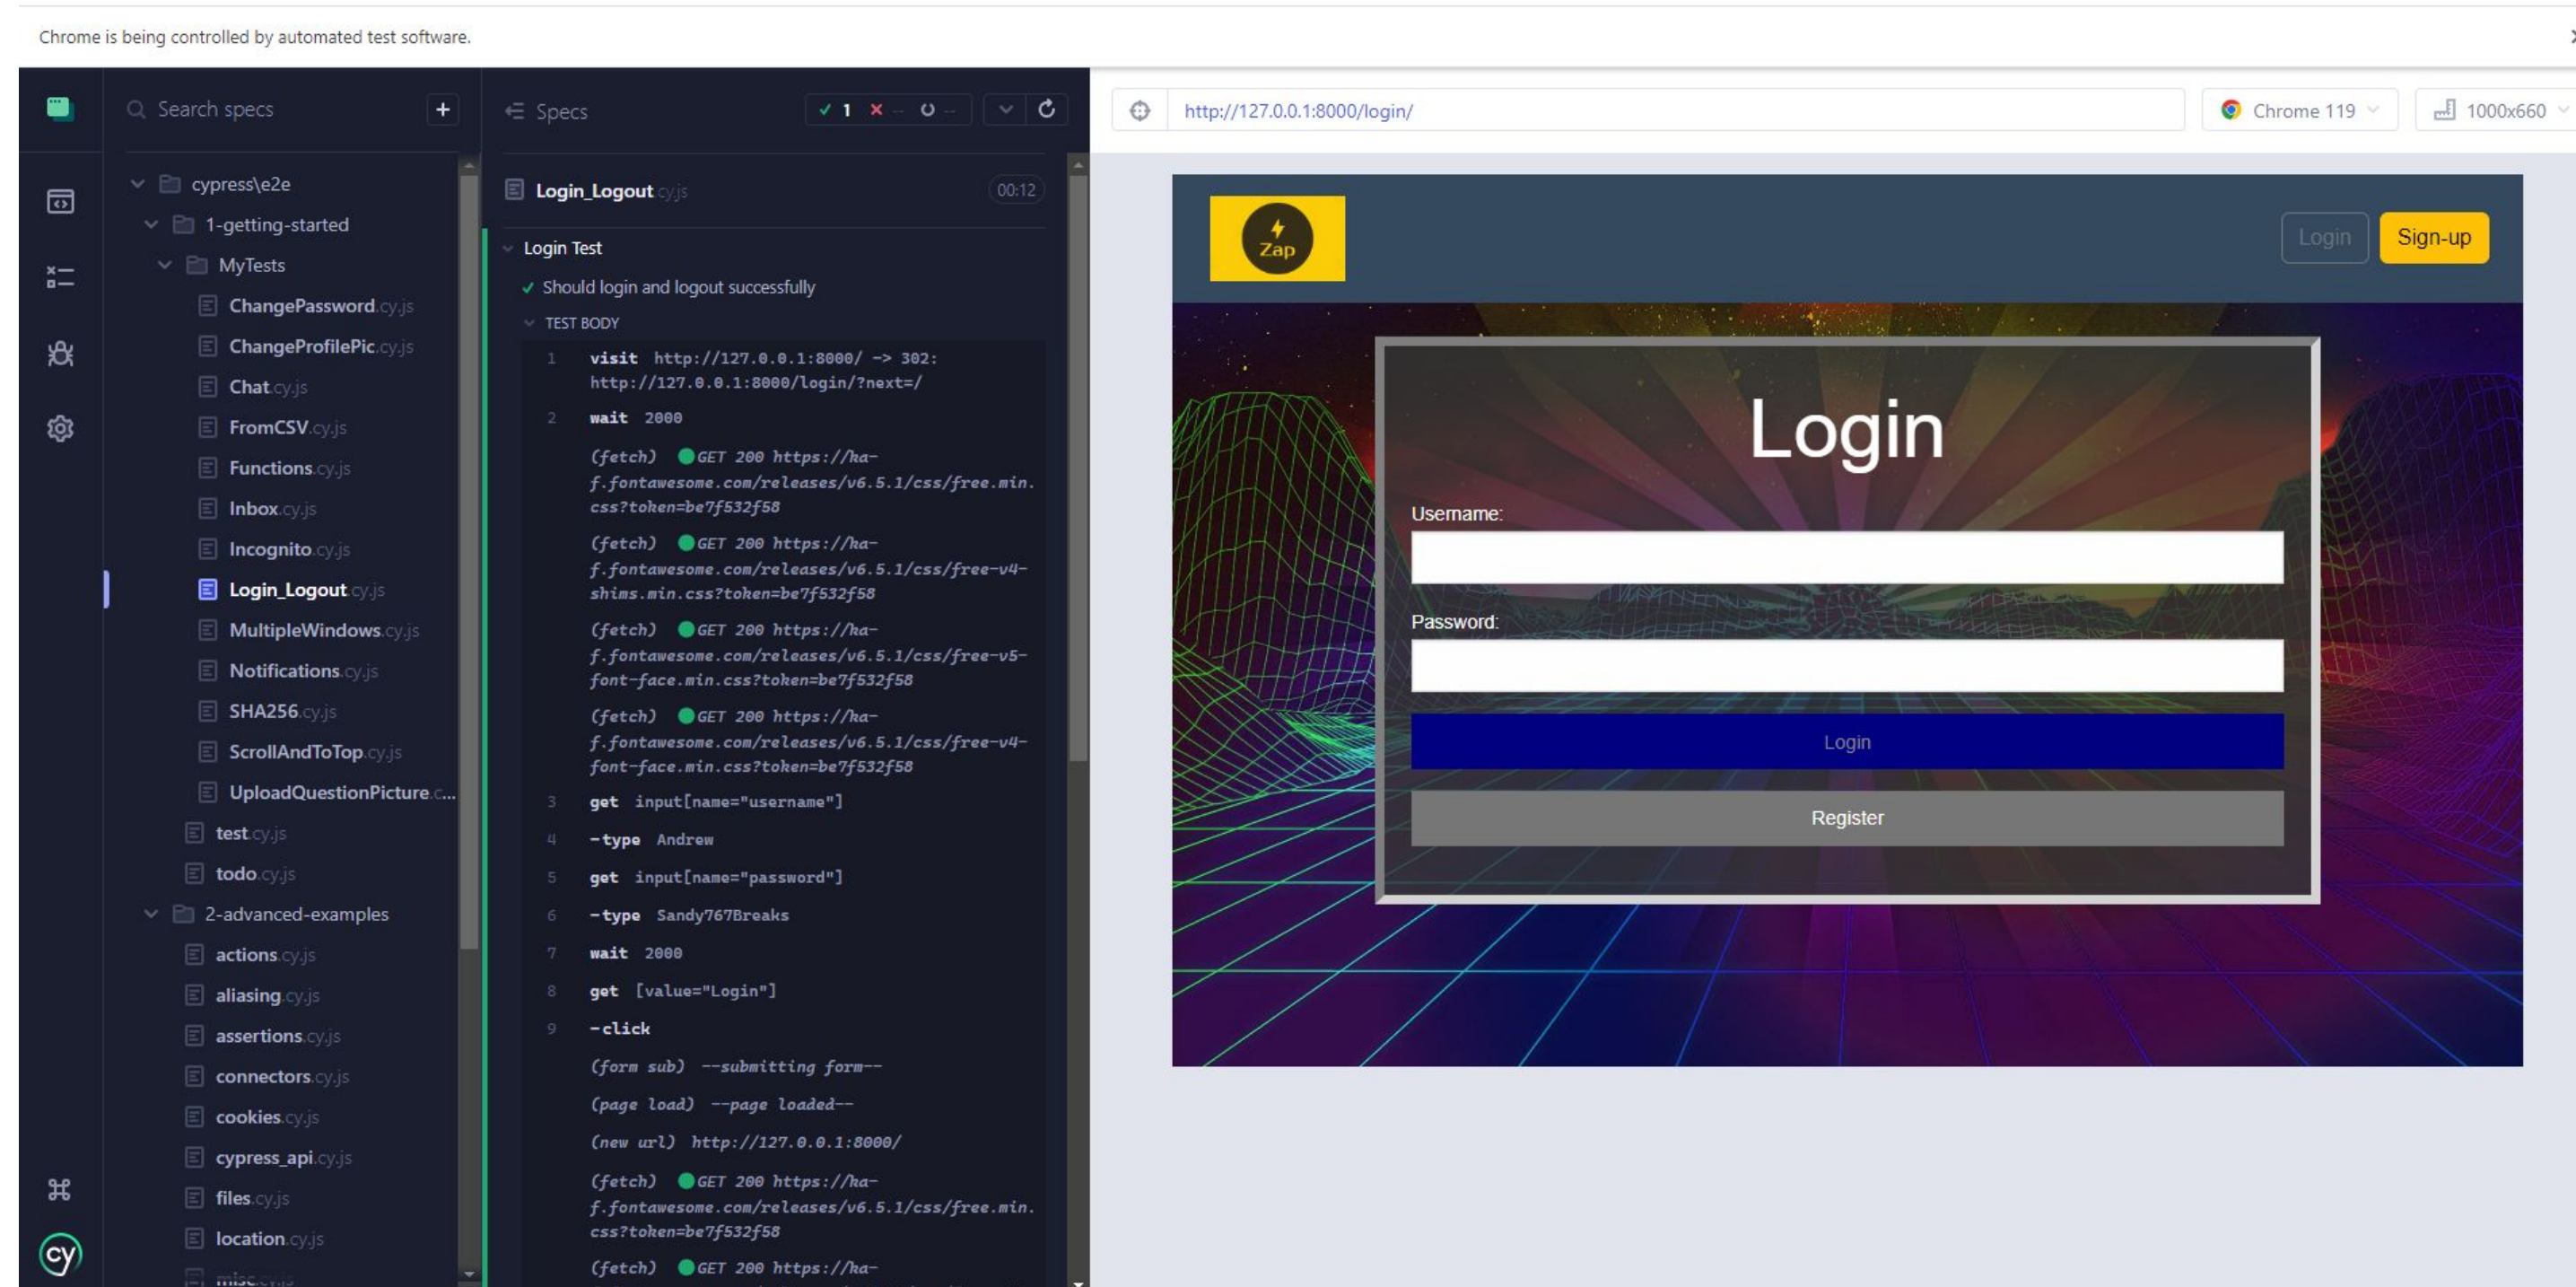 Chrome is being controlled by automated test software.
Search specs
+
Specs
1
--
--
http://127.0.0.1:8000/login/
Chrome 119
1000x660
cypress\e2e
1-getting-started
MyTests
ChangePassword.cy.js
ChangeProfilePic.cy.js
Chat.cy.js
FromCSV.cy.js
Functions.cy.js
Inbox.cy.js
Incognito.cy.js
Login_Logout.cy.js
MultipleWindows.cy.js
Notifications.cy.js
SHA256.cy.js
ScrollAndToTop.cy.js
UploadQuestionPicture.c...
test.cy.js
todo.cy.js
2-advanced-examples
actions.cy.js
aliasing.cy.js
assertions.cy.js
connectors.cy.js
cookies.cy.js
cypress_api.cy.js
files.cy.js
location.cy.js
misc.cy.js
cy
Login_Logout.cy.js
00:12
Login Test
Should login and logout successfully
TEST BODY
1 visit http://127.0.0.1:8000/ -> 302:
http://127.0.0.1:8000/login/?next=/
2 wait 2000
(fetch) GET 200 https://ka-
f.fontawesome.com/releases/v6.5.1/css/free.min.
css?token=be7f532f58
(fetch) GET 200 https://ka-
f.fontawesome.com/releases/v6.5.1/css/free-v4-
shims.min.css?token=be7f532f58
(fetch) GET 200 https://ka-
f.fontawesome.com/releases/v6.5.1/css/free-v5-
font-face.min.css?token=be7f532f58
(fetch) GET 200 https://ka-
f.fontawesome.com/releases/v6.5.1/css/free-v4-
font-face.min.css?token=be7f532f58
3 get input[name="username"]
4 -type Andrew
5 get input[name="password"]
6 -type Sandy767Breaks
7 wait 2000
8 get [value="Login"]
9 -click
(form sub) --submitting form--
(page load) --page loaded--
(new url) http://127.0.0.1:8000/
(fetch) GET 200 https://ka-
f.fontawesome.com/releases/v6.5.1/css/free.min.
css?token=be7f532f58
(fetch) GET 200 https://ka-
Zap
Login
Sign-up
Login
Username:
Password:
Login
Register